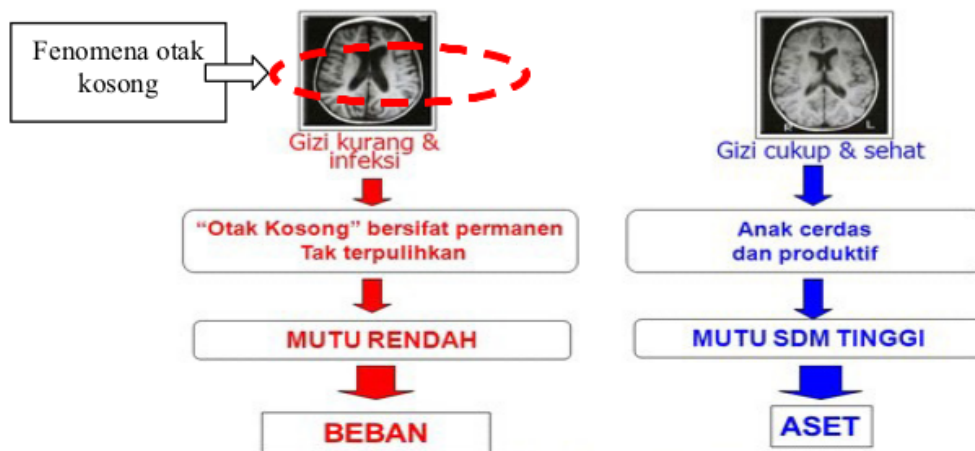 Fenomena otak
kosong
Gizi kurang &
infeksi
"Otak Kosong" bersifat permanen
Tak terpulihkan
MUTU RENDAH
BEBAN
R
L
Gizi cukup & sehat
Anak cerdas
dan produktif
MUTU SDM TINGGI
ASET